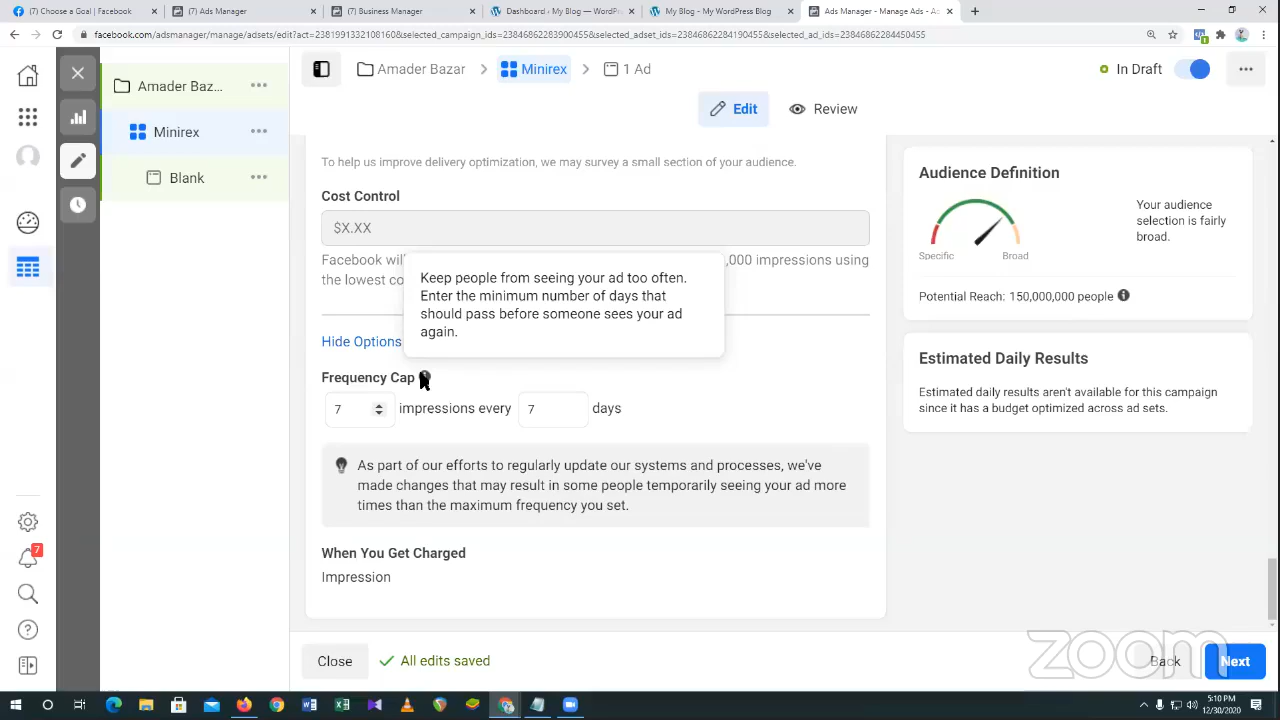 (7) Choose a Goal | Facebook
(7) Ads Manager
(7) Business Manager
Dashboard ‹ My Blog — WordPr
My Blog - My WordPress Blog
Ads Manager - Manage Ads - A
facebook.com/adsmanager/manage/adsets/edit?act=2381991332108160&selected_campaign_ids=23846862283900455&selected_adset_ids=23846862284190455&selected_ad_ids=23846862284450455
Amader Baz...
Minirex
Blank
Amader Bazar
Minirex
1 Ad
In Draft
Edit
Review
To help us improve delivery optimization, we may survey a small section of your audience.
Cost Control
$X.XX
Facebook wil
,000 impressions using
the lowest co
Keep people from seeing your ad too often.
Enter the minimum number of days that
should pass before someone sees your ad
again.
Hide Options
Frequency Cap
7 impressions every 7 days
As part of our efforts to regularly update our systems and processes, we've
made changes that may result in some people temporarily seeing your ad more
times than the maximum frequency you set.
When You Get Charged
Impression
Audience Definition
Your audience
selection is fairly
broad.
Specific
Broad
Potential Reach: 150,000,000 people
Estimated Daily Results
Estimated daily results aren't available for this campaign
since it has a budget optimized across ad sets.
7
Close
All edits saved
Back
Next
zoom
5:10 PM
12/30/2020